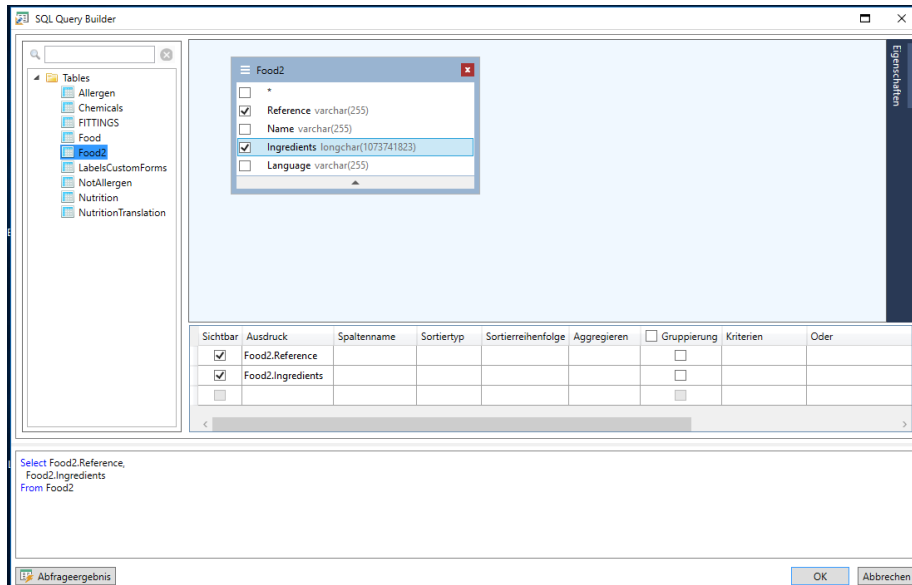 SQL Query Builder
Tables
Allergen
Chemicals
FITTINGS
Food
Food2
LabelsCustomForms
NotAllergen
Nutrition
NutritionTranslation
Food2
*
Reference varchar(255)
Name varchar(255)
Ingredients longchar(1073741823)
Language varchar(255)
Eigenschaften
Sichtbar Ausdruck Spaltenname Sortiertyp Sortierreihenfolge Aggregieren Gruppierung Kriterien Oder
Food2.Reference
Food2.Ingredients
Select Food2.Reference,
Food2.Ingredients
From Food2
Abfrageergebnis OK Abbrechen